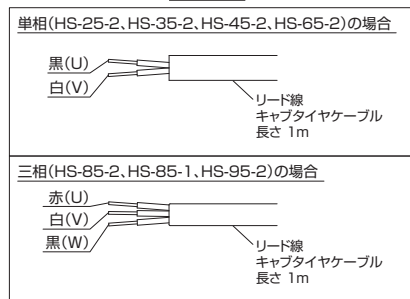 単相(HS-25-2、HS-35-2、HS-45-2、HS-65-2)の場合
黒(U)
白(V)
リード線
キャブタイヤケーブル
長さ 1m
三相(HS-85-2、HS-85-1、HS-95-2)の場合
赤(U)
白(V)
黒(W)
リード線
キャブタイヤケーブル
長さ 1m